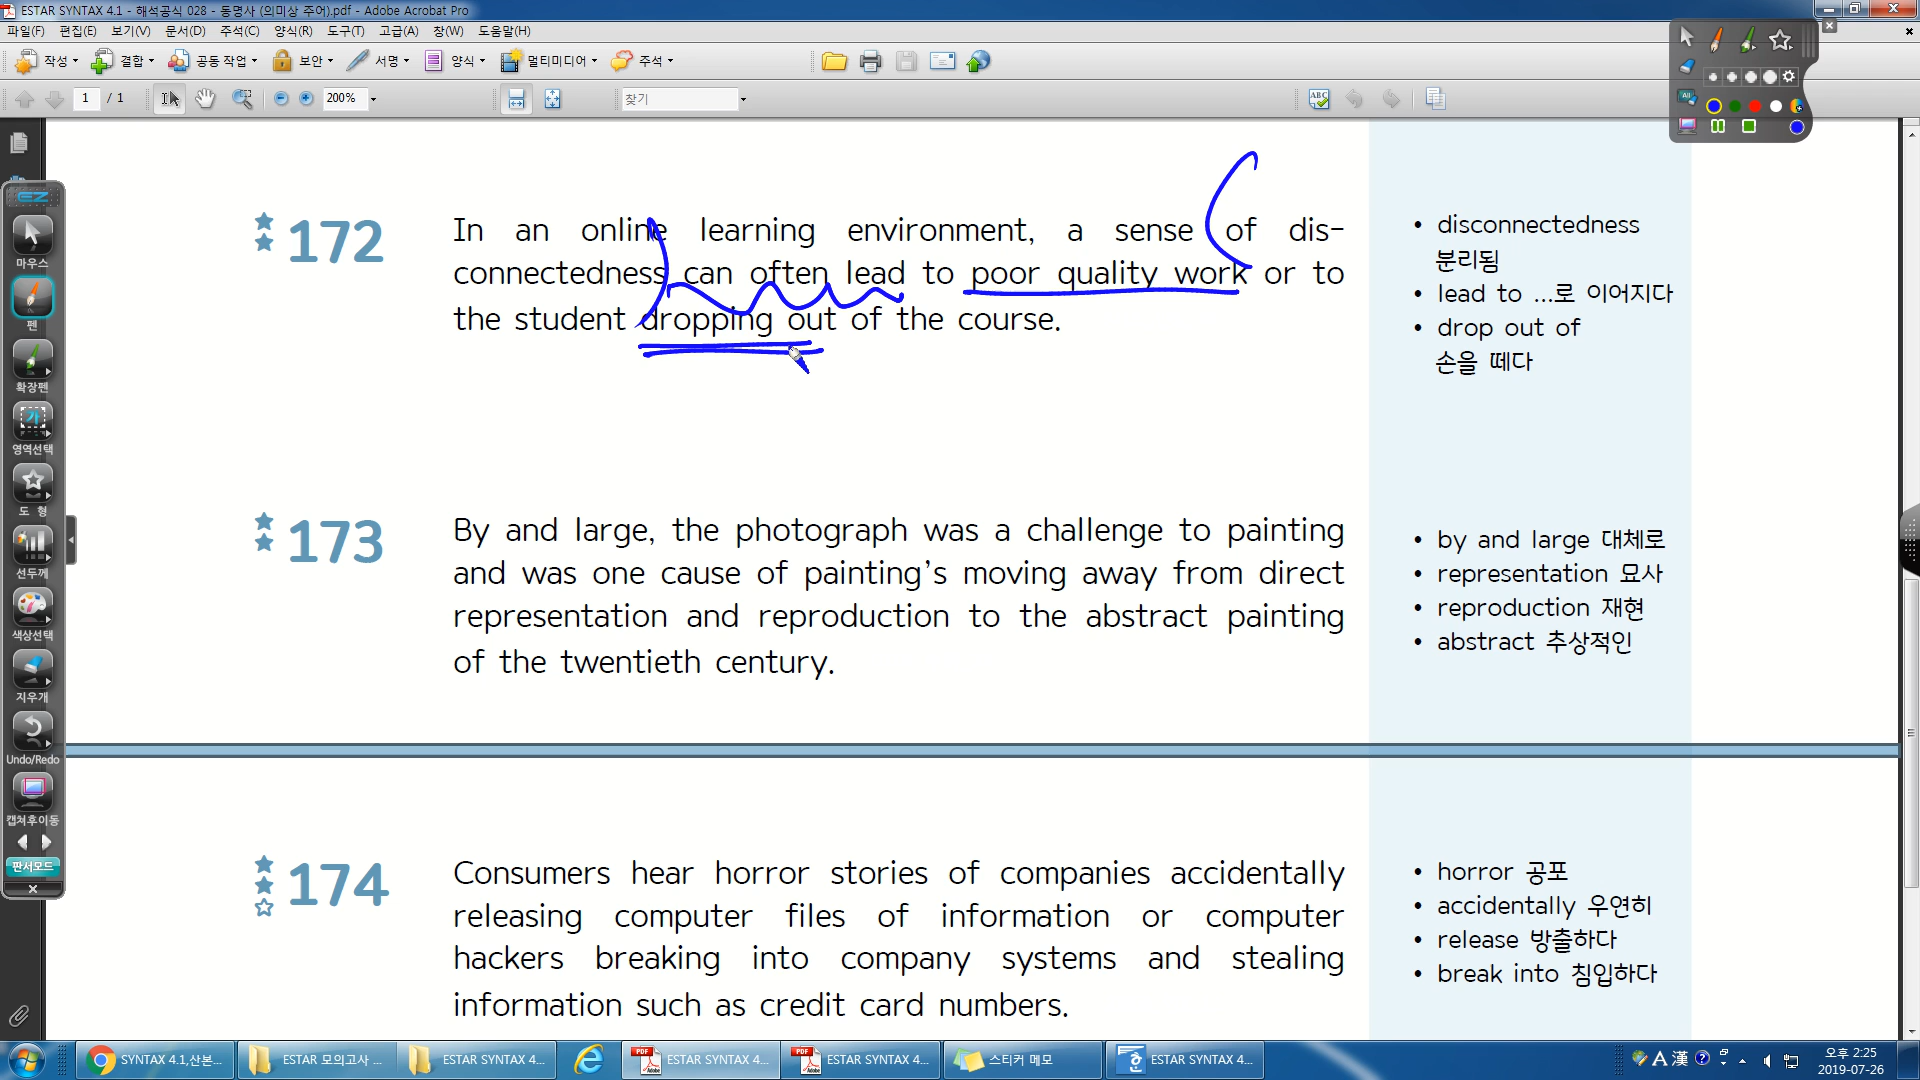 ESTAR SYNTAX 4.1 - 해석공식 028 - 동명사 (의미상 주어).pdf - Adobe Acrobat Pro
파일(F) 편집(E) 보기(V) 문서(D) 주석(C) 양식(R) 도구(T) 고급(A) 창(W) 도움말(H)
작성 결합 공동 작업 보안 서명 양식 멀티미디어 주석
1 / 1 200% 찾기
172
In an online learning environment, a sense of dis-
connectedness can often lead to poor quality work or to
the student dropping out of the course.
• disconnectedness
분리됨
• lead to ...로 이어지다
• drop out of
손을 떼다
173
By and large, the photograph was a challenge to painting
and was one cause of painting's moving away from direct
representation and reproduction to the abstract painting
of the twentieth century.
• by and large 대체로
• representation 묘사
• reproduction 재현
• abstract 추상적인
174
Consumers hear horror stories of companies accidentally
releasing computer files of information or computer
hackers breaking into company systems and stealing
information such as credit card numbers.
• horror 공포
• accidentally 우연히
• release 방출하다
• break into 침입하다
EZ
마우스
펜
확장펜
영역선택
도 형
선두께
색상선택
지우개
Undo/Redo
캡쳐후이동
판서모드
All
ABC
SYNTAX 4.1,산본...
ESTAR 모의고사 ...
ESTAR SYNTAX 4...
ESTAR SYNTAX 4...
ESTAR SYNTAX 4...
스티커 메모
ESTAR SYNTAX 4...
A 漢
오후 2:25
2019-07-26